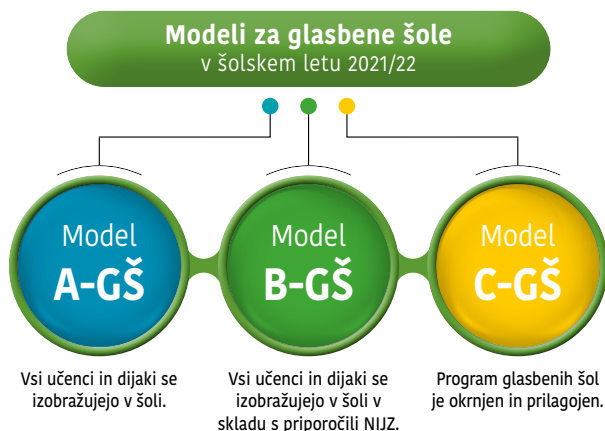 Modeli za glasbene šole
v šolskem letu 2021/22
Model
A-GŠ
Model
B-GŠ
Model
C-GŠ
Vsi učenci in dijaki se
izobražujejo v šoli.
Vsi učenci in dijaki se
izobražujejo v šoli v
skladu s priporočili NIJZ.
Program glasbenih šol
je okrnjen in prilagojen.